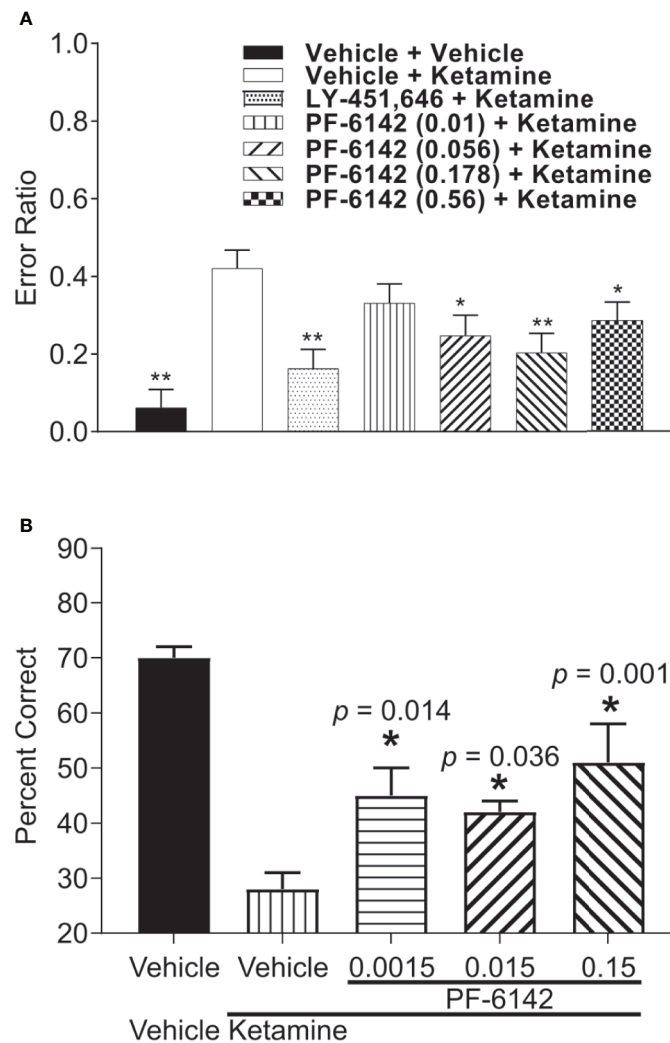 A
1.0
0.8
0.6
0.4
0.2
0.0
Error Ratio
Vehicle + Vehicle
Vehicle + Ketamine
LY-451,646 + Ketamine
PF-6142 (0.01) + Ketamine
PF-6142 (0.056) + Ketamine
PF-6142 (0.178) + Ketamine
PF-6142 (0.56) + Ketamine
**
**
*
**
*
B
90
80
70
60
50
40
30
20
Percent Correct
p = 0.014
*
p = 0.036
*
p = 0.001
*
Vehicle Vehicle 0.0015 0.015 0.15
PF-6142
Vehicle Ketamine